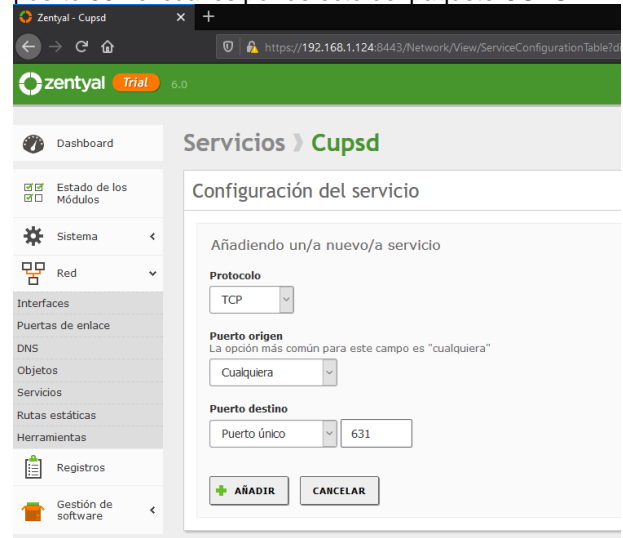 Zentyal - Cupsd
https://192.168.1.124:8443/Network/View/ServiceConfigurationTable?di
zentyal Trial 6.0
Dashboard
Servicios Cupsd
Estado de los
Módulos
Configuración del servicio
Sistema
Añadiendo un/a nuevo/a servicio
Red
Protocolo
TCP
Interfaces
Puertas de enlace
DNS
Objetos
Servicios
Rutas estáticas
Herramientas
Puerto origen
La opción más común para este campo es "cualquiera"
Cualquiera
Puerto destino
Puerto único
631
Registros
AÑADIR
CANCELAR
Gestión de
software